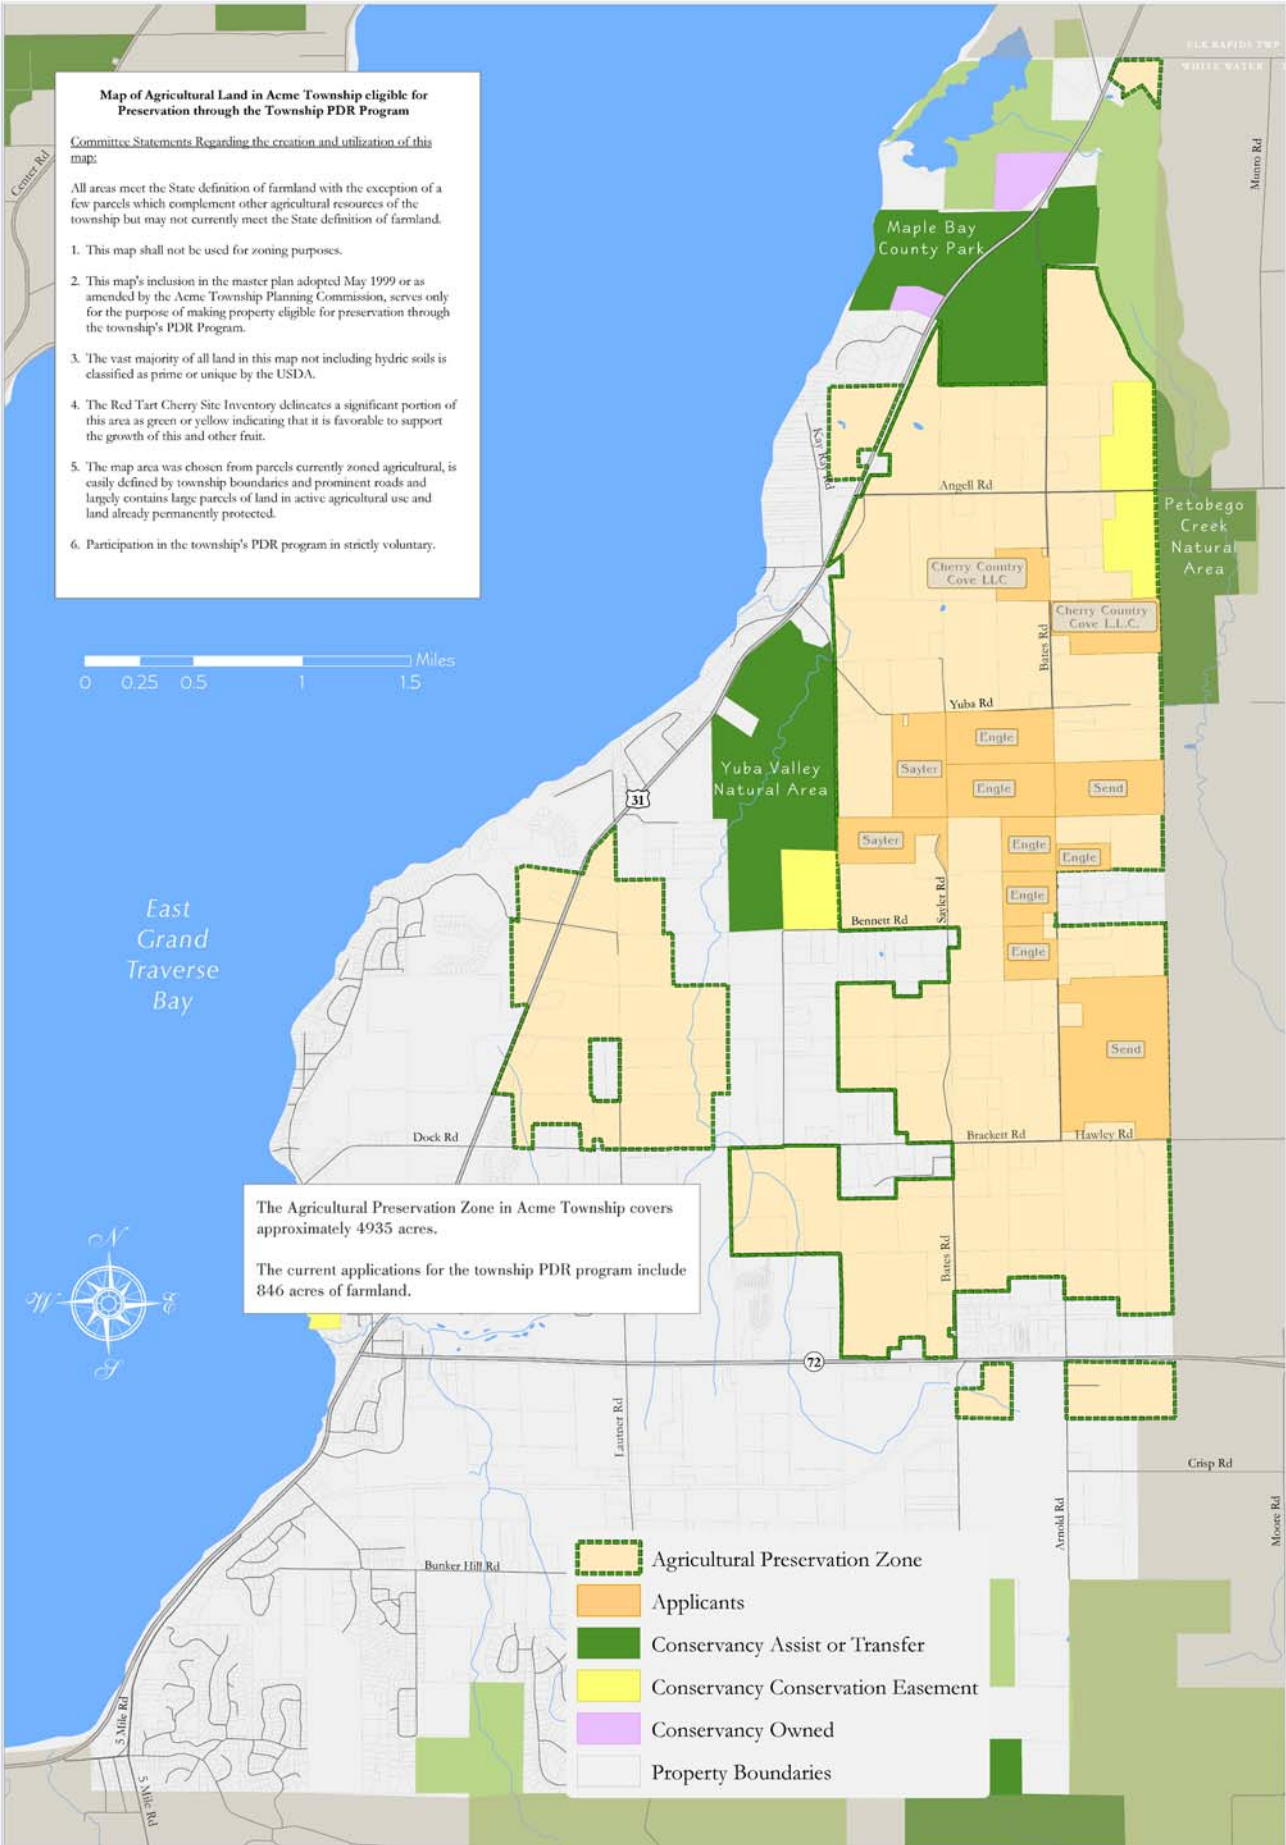 ELK RAPIDS TWP
WHITE WATER
Map of Agricultural Land in Acme Township eligible for
Preservation through the Township PDR Program
Committee Statements Regarding the creation and utilization of this
map:
All areas meet the State definition of farmland with the exception of a
few parcels which complement other agricultural resources of the
township but may not currently meet the State definition of farmland.
1. This map shall not be used for zoning purposes.
2. This map's inclusion in the master plan adopted May 1999 or as
amended by the Acme Township Planning Commission, serves only
for the purpose of making property eligible for preservation through
the township's PDR Program.
3. The vast majority of all land in this map not including hydric soils is
classified as prime or unique by the USDA.
4. The Red Tart Cherry Site Inventory delineates a significant portion of
this area as green or yellow indicating that it is favorable to support
the growth of this and other fruit.
5. The map area was chosen from parcels currently zoned agricultural, is
easily defined by township boundaries and prominent roads and
largely contains large parcels of land in active agricultural use and
land already permanently protected.
6. Participation in the township's PDR program in strictly voluntary.
Center Rd
Munro Rd
Maple Bay
County Park
Kay Ray Rd
Angell Rd
Petobego
Creek
Natural
Area
Cherry Country
Cove LLC
Cherry Country
Cove L.L.C.
Bates Rd
Miles
0 0.25 0.5 1 1.5
Yuba Rd
Engle
Sayler
Yuba Valley
Natural Area
Engle
Send
31
Sayler
Engle
Engle
Engle
Sayler Rd
Bennett Rd
Engle
East
Grand
Traverse
Bay
Send
Dock Rd
Brackett Rd
Hawley Rd
The Agricultural Preservation Zone in Acme Township covers
approximately 4935 acres.
The current applications for the township PDR program include
846 acres of farmland.
Bates Rd
N
W
E
S
72
Lautner Rd
Crisp Rd
Arnold Rd
Moore Rd
Bunker Hill Rd
Agricultural Preservation Zone
Applicants
Conservancy Assist or Transfer
Conservancy Conservation Easement
Conservancy Owned
Property Boundaries
5 Mile Rd
5 Mile Rd